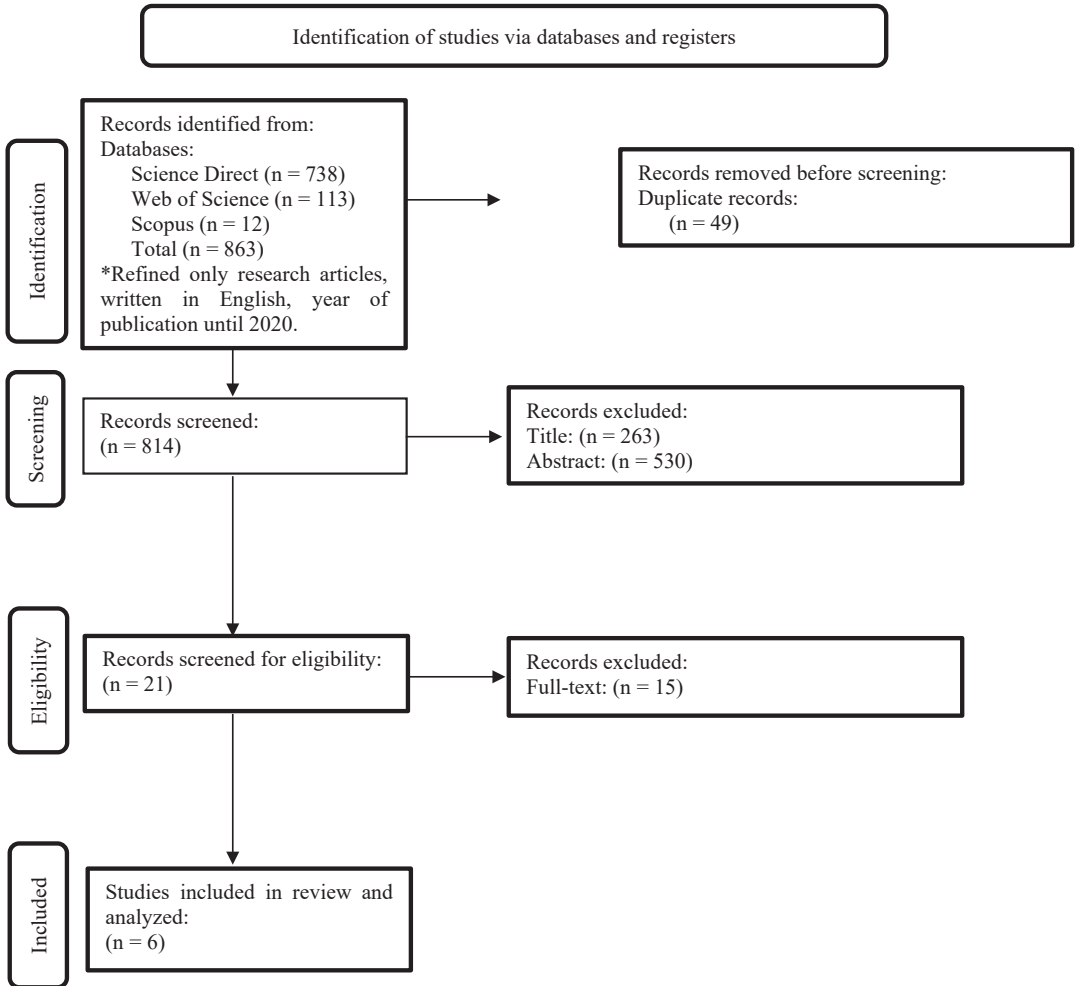 Identification of studies via databases and registers
Identification
Records identified from:
Databases:
Science Direct (n = 738)
Web of Science (n = 113)
Scopus (n = 12)
Total (n = 863)
*Refined only research articles,
written in English, year of
publication until 2020.
Records removed before screening:
Duplicate records:
(n = 49)
Screening
Records screened:
(n = 814)
Records excluded:
Title: (n = 263)
Abstract: (n = 530)
Eligibility
Records screened for eligibility:
(n = 21)
Records excluded:
Full-text: (n = 15)
Included
Studies included in review and
analyzed:
(n = 6)